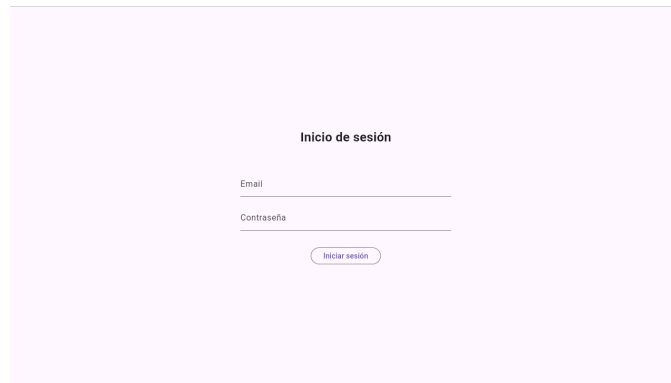 Inicio de sesión
Email
Contraseña
Iniciar sesión